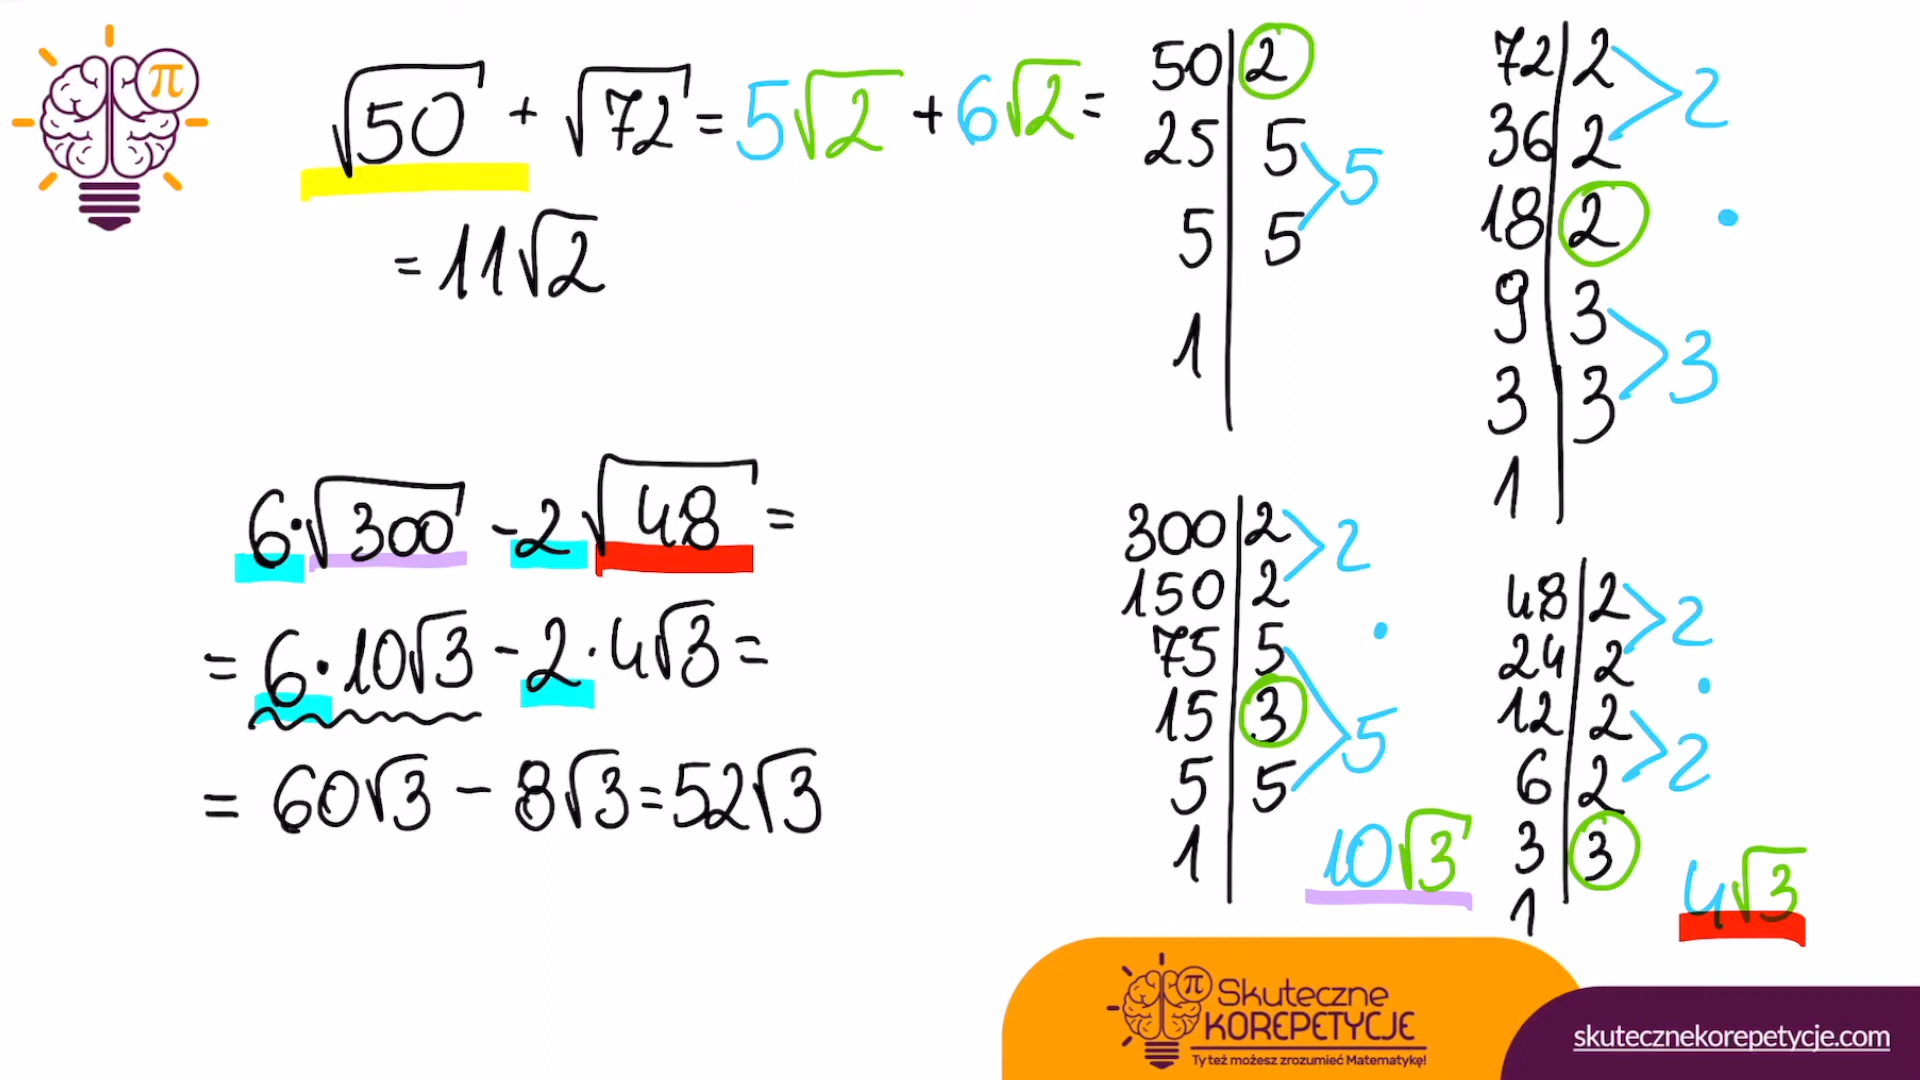 π
√50 + √72 = 5√2 + 6√2 =
= 11√2
50 | 2
25 | 5
5 | 5
1
5
72 | 2
36 | 2
18 | 2
9 | 3
3 | 3
1
2
·
3
6·√300 - 2√48 =
= 6·10√3 - 2·4√3 =
= 60√3 - 8√3 = 52√3
300 | 2
150 | 2
75 | 5
15 | 3
5 | 5
1
2
·
5
10√3
48 | 2
24 | 2
12 | 2
6 | 2
3 | 3
1
2
·
2
4√3
π
Skuteczne
KOREPETYCJE
Ty też możesz zrozumieć Matematykę!
skutecznekorepetycje.com